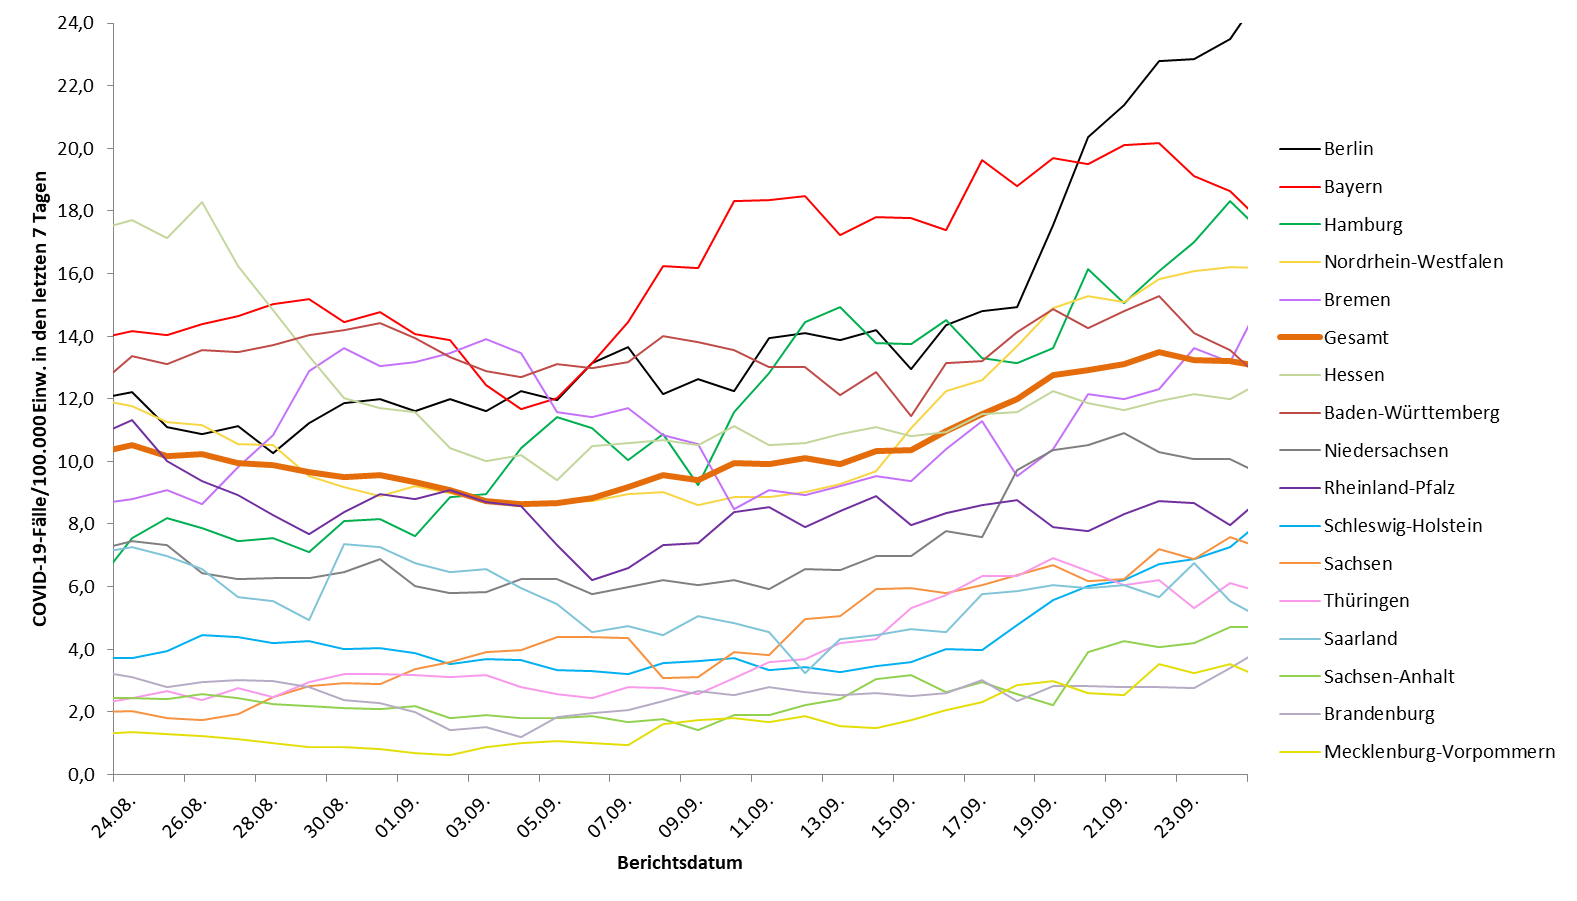 24,0
22,0
20,0
18,0
16,0
14,0
12,0
10,0
8,0
6,0
4,0
2,0
0,0
COVID-19-Fälle/100.000 Einw. in den letzten 7 Tagen
24.08.
26.08.
28.08.
30.08.
01.09.
03.09.
05.09.
07.09.
09.09.
11.09.
13.09.
15.09.
17.09.
19.09.
21.09.
23.09.
Berichtsdatum
Berlin
Bayern
Hamburg
Nordrhein-Westfalen
Bremen
Gesamt
Hessen
Baden-Württemberg
Niedersachsen
Rheinland-Pfalz
Schleswig-Holstein
Sachsen
Thüringen
Saarland
Sachsen-Anhalt
Brandenburg
Mecklenburg-Vorpommern